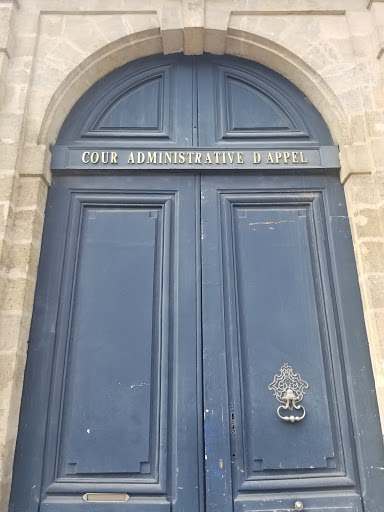 COUR ADMINISTRATIVE D APPEL